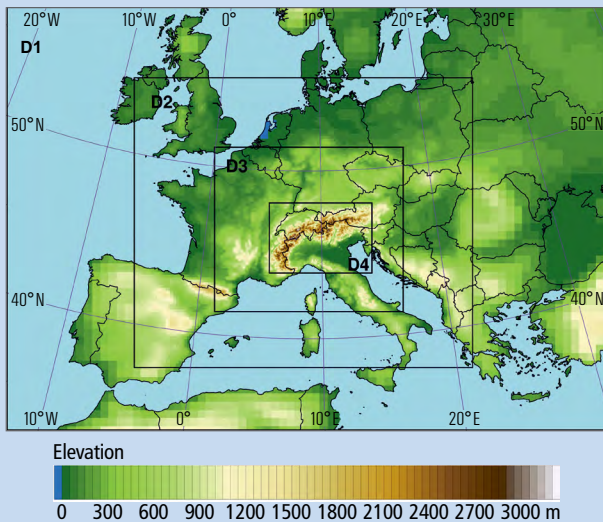 20°W 10°W 0° 10°E 20°E 30°E
D1
D2
50°N 50°N
D3
D4
40°N 40°N
10°W 0° 10°E 20°E
Elevation
0 300 600 900 1200 1500 1800 2100 2400 2700 3000 m